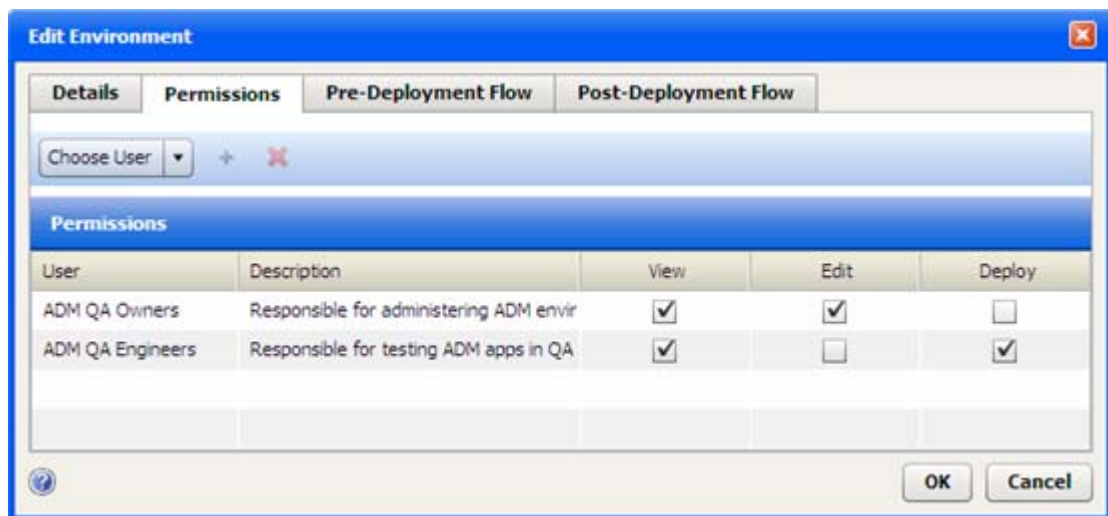 Edit Environment
Details Permissions Pre-Deployment Flow Post-Deployment Flow
Choose User
Permissions
User Description View Edit Deploy
ADM QA Owners Responsible for administering ADM envir
ADM QA Engineers Responsible for testing ADM apps in QA
OK Cancel